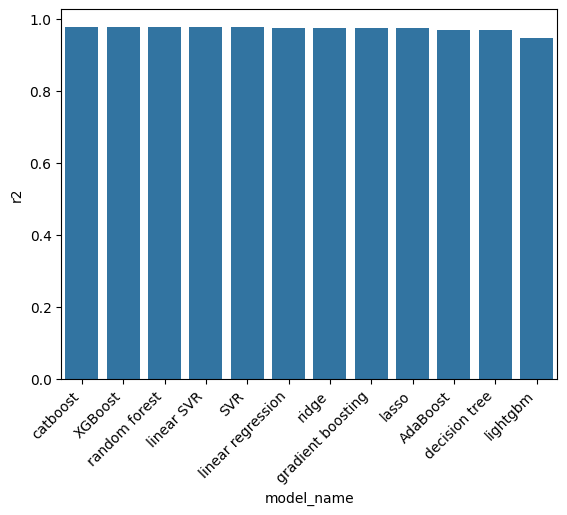 1.0
0.8
0.6
0.4
0.2
0.0
r2
catboost
XGBoost
random forest
linear SVR
SVR
linear regression
ridge
gradient boosting
lasso
AdaBoost
decision tree
lightgbm
model_name